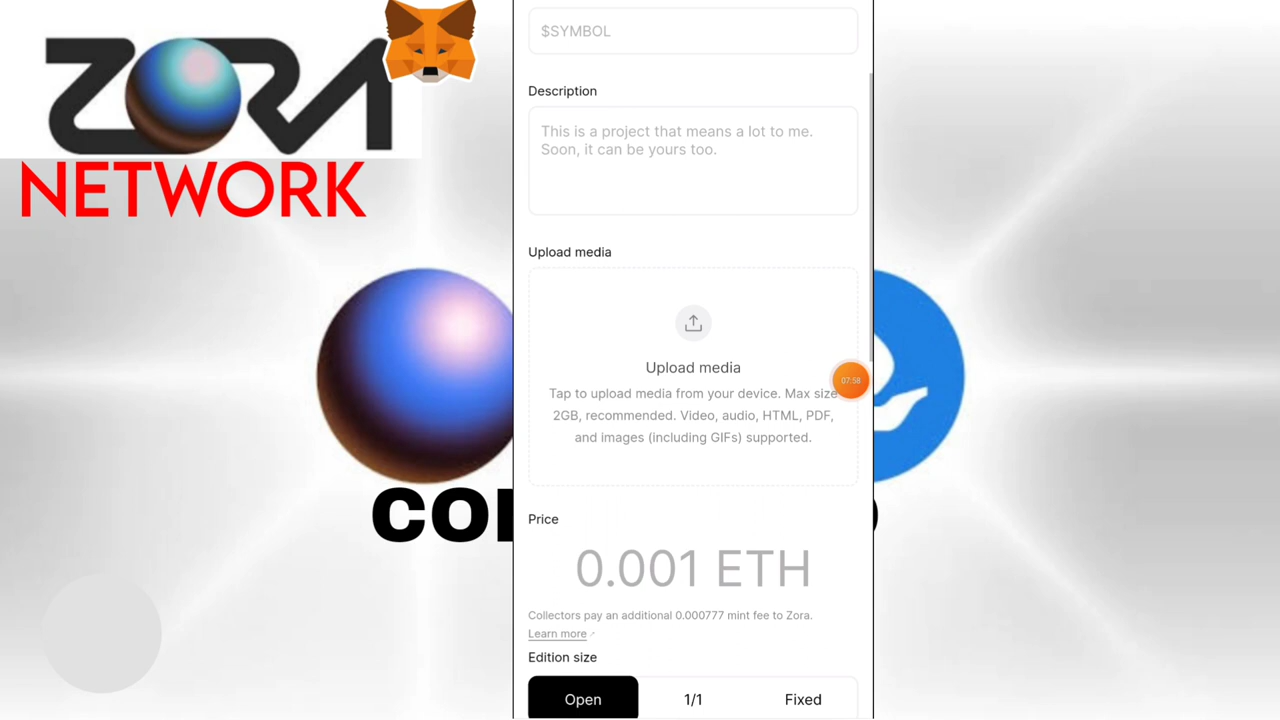 ZORA
NETWORK
$SYMBOL
Description
This is a project that means a lot to me.
Soon, it can be yours too.
Upload media
Upload media
Tap to upload media from your device. Max size
2GB, recommended. Video, audio, HTML, PDF,
and images (including GIFs) supported.
07:58
Price
0.001 ETH
Collectors pay an additional 0.000777 mint fee to Zora.
Learn more
Edition size
Open
1/1
Fixed